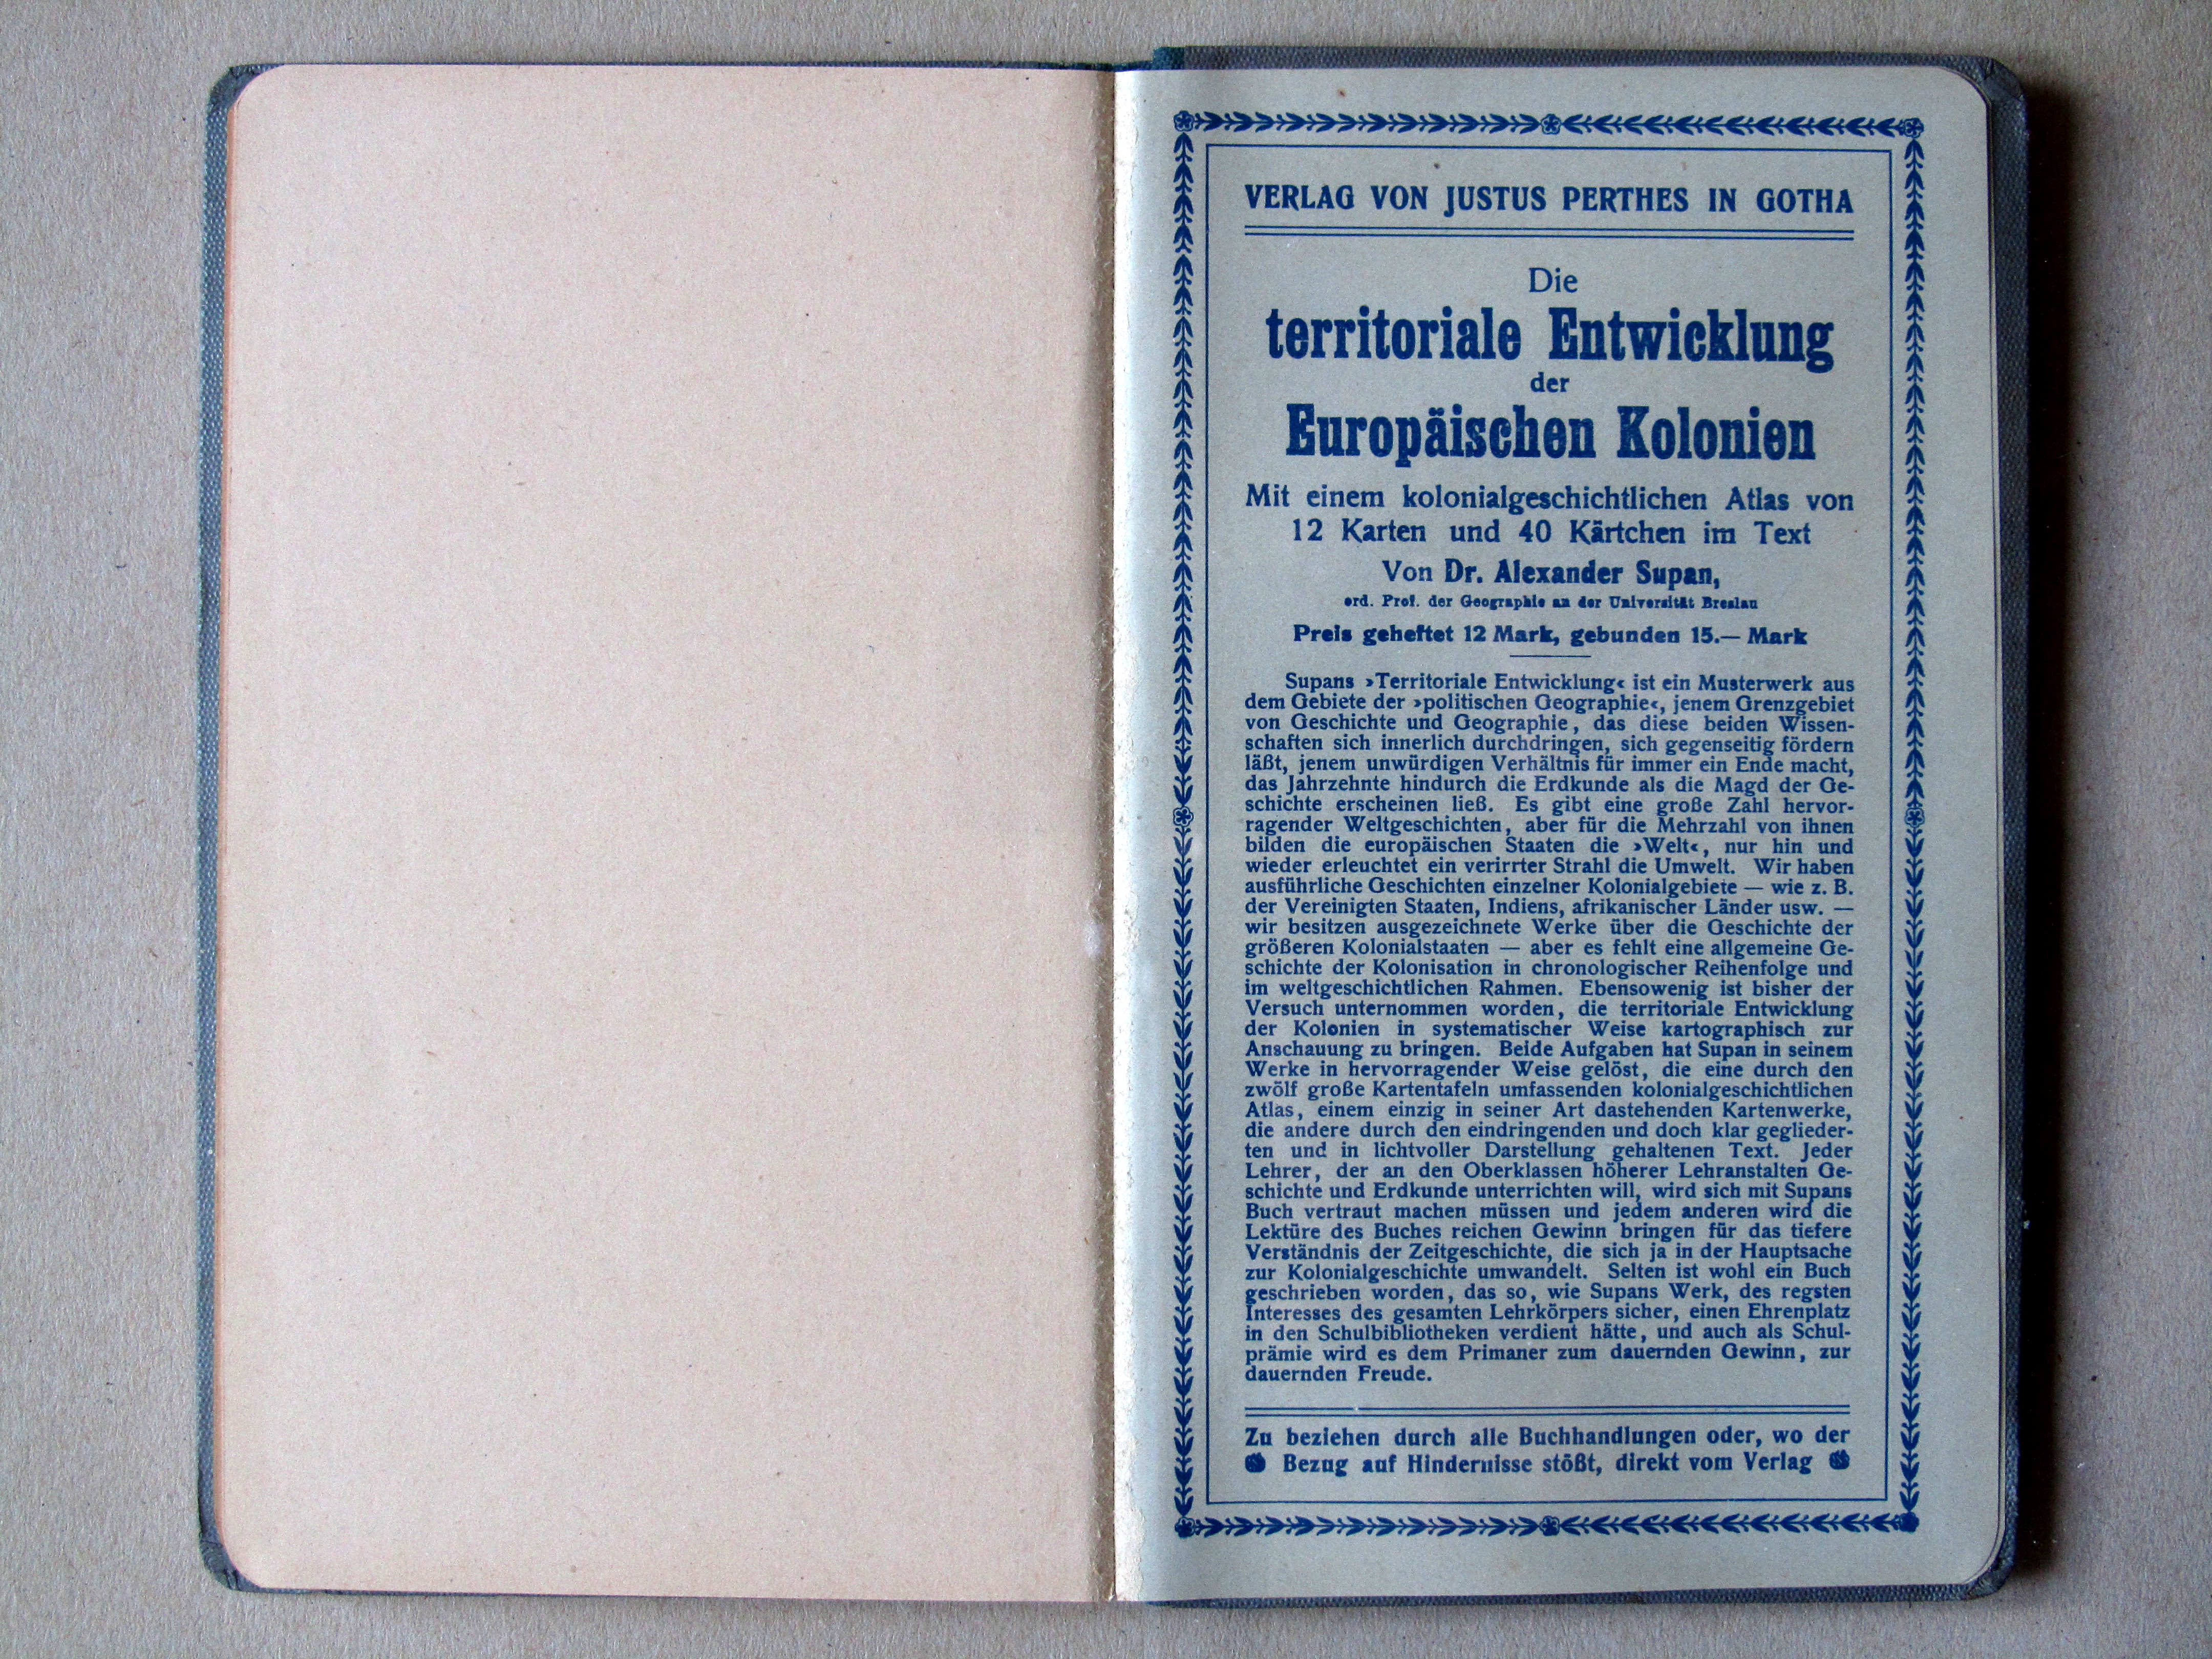 VERLAG VON JUSTUS PERTHES IN GOTHA
Die
territoriale Entwicklung
der
Europäischen Kolonien
Mit einem kolonialgeschichtlichen Atlas von
12 Karten und 40 Kärtchen im Text
Von Dr. Alexander Supan,
ord. Prof. der Geographie an der Universität Breslau
Preis geheftet 12 Mark, gebunden 15.— Mark
Supans ›Territoriale Entwicklung‹ ist ein Musterwerk aus
dem Gebiete der ›politischen Geographie‹, jenem Grenzgebiet
von Geschichte und Geographie, das diese beiden Wissen-
schaften sich innerlich durchdringen, sich gegenseitig fördern
läßt, jenem unwürdigen Verhältnis für immer ein Ende macht,
das Jahrzehnte hindurch die Erdkunde als die Magd der Ge-
schichte erscheinen ließ. Es gibt eine große Zahl hervor-
ragender Weltgeschichten, aber für die Mehrzahl von ihnen
bilden die europäischen Staaten die ›Welt‹, nur hin und
wieder erleuchtet ein verirrter Strahl die Umwelt. Wir haben
ausführliche Geschichten einzelner Kolonialgebiete — wie z. B.
der Vereinigten Staaten, Indiens, afrikanischer Länder usw. —
wir besitzen ausgezeichnete Werke über die Geschichte der
größeren Kolonialstaaten — aber es fehlt eine allgemeine Ge-
schichte der Kolonisation in chronologischer Reihenfolge und
im weltgeschichtlichen Rahmen. Ebensowenig ist bisher der
Versuch unternommen worden, die territoriale Entwicklung
der Kolonien in systematischer Weise kartographisch zur
Anschauung zu bringen. Beide Aufgaben hat Supan in seinem
Werke in hervorragender Weise gelöst, die eine durch den
zwölf große Kartentafeln umfassenden kolonialgeschichtlichen
Atlas, einem einzig in seiner Art dastehenden Kartenwerke,
die andere durch den eindringenden und doch klar geglieder-
ten und in lichtvoller Darstellung gehaltenen Text. Jeder
Lehrer, der an den Oberklassen höherer Lehranstalten Ge-
schichte und Erdkunde unterrichten will, wird sich mit Supans
Buch vertraut machen müssen und jedem anderen wird die
Lektüre des Buches reichen Gewinn bringen für das tiefere
Verständnis der Zeitgeschichte, die sich ja in der Hauptsache
zur Kolonialgeschichte umwandelt. Selten ist wohl ein Buch
geschrieben worden, das so, wie Supans Werk, des regsten
Interesses des gesamten Lehrkörpers sicher, einen Ehrenplatz
in den Schulbibliotheken verdient hätte, und auch als Schul-
prämie wird es dem Primaner zum dauernden Gewinn, zur
dauernden Freude.
Zu beziehen durch alle Buchhandlungen oder, wo der
Bezug auf Hindernisse stößt, direkt vom Verlag